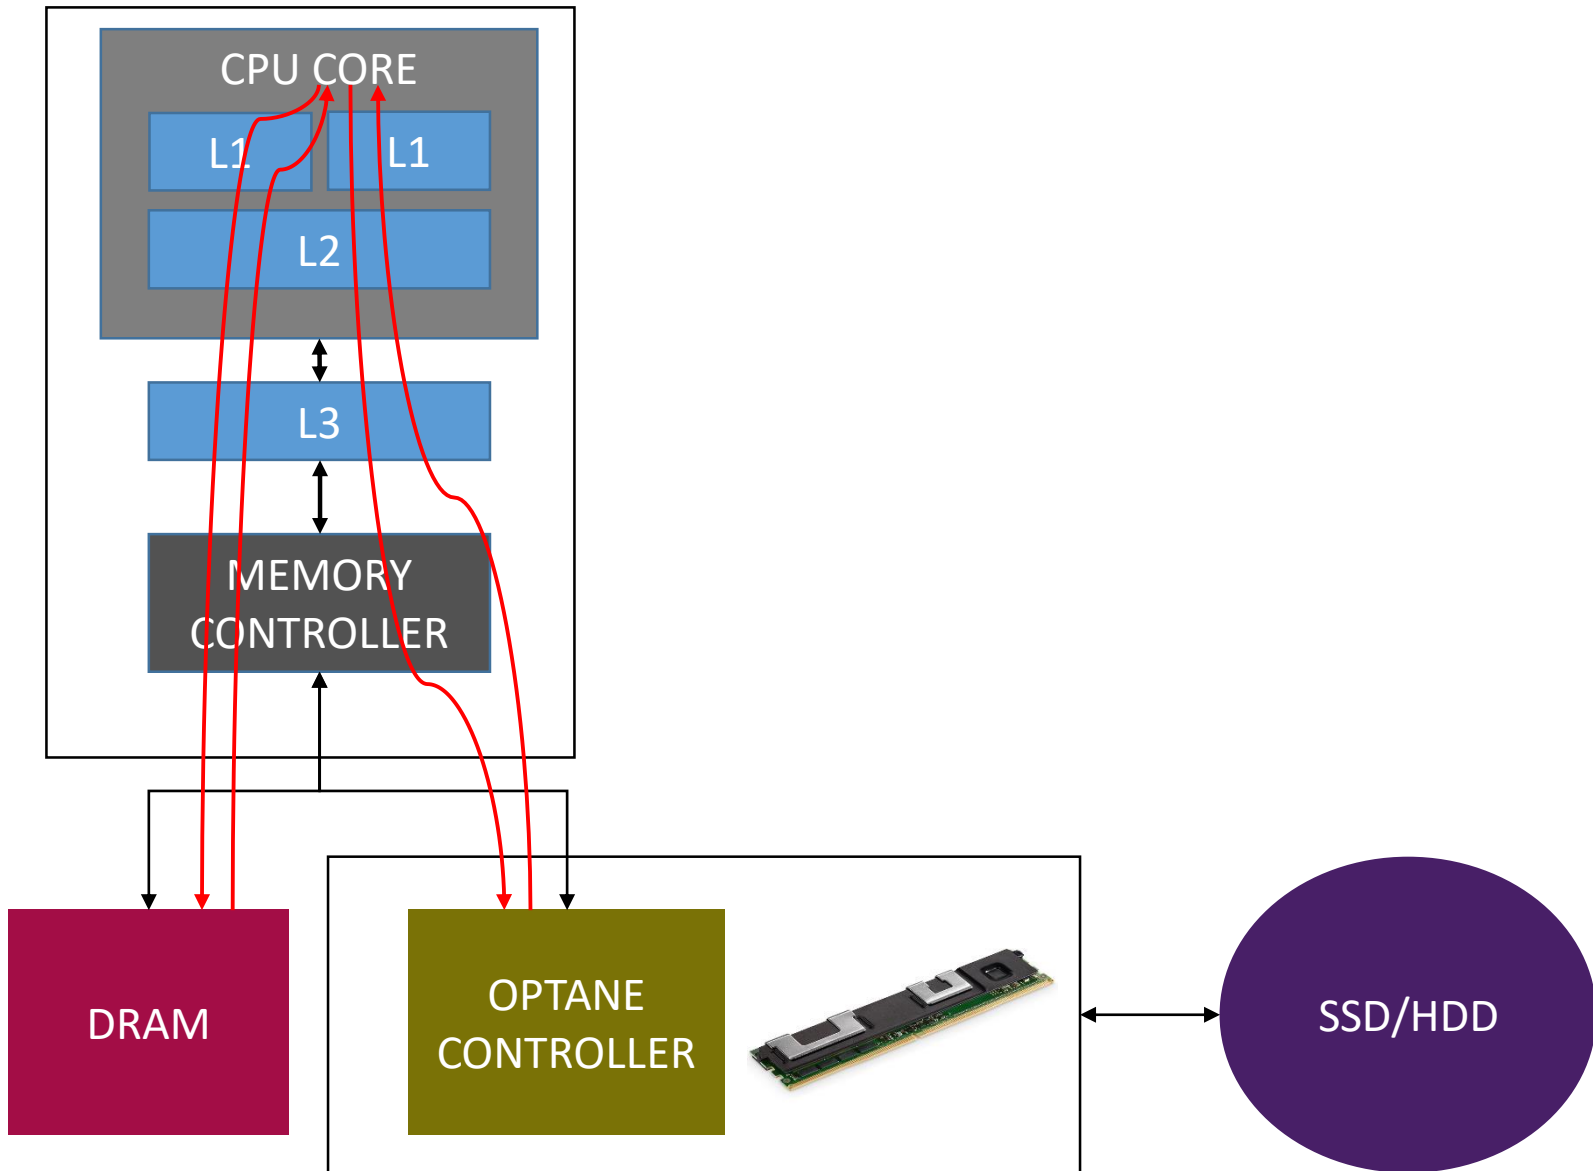 CPU CORE
L1
L1
L2
L3
MEMORY
CONTROLLER
DRAM
OPTANE
CONTROLLER
SSD/HDD